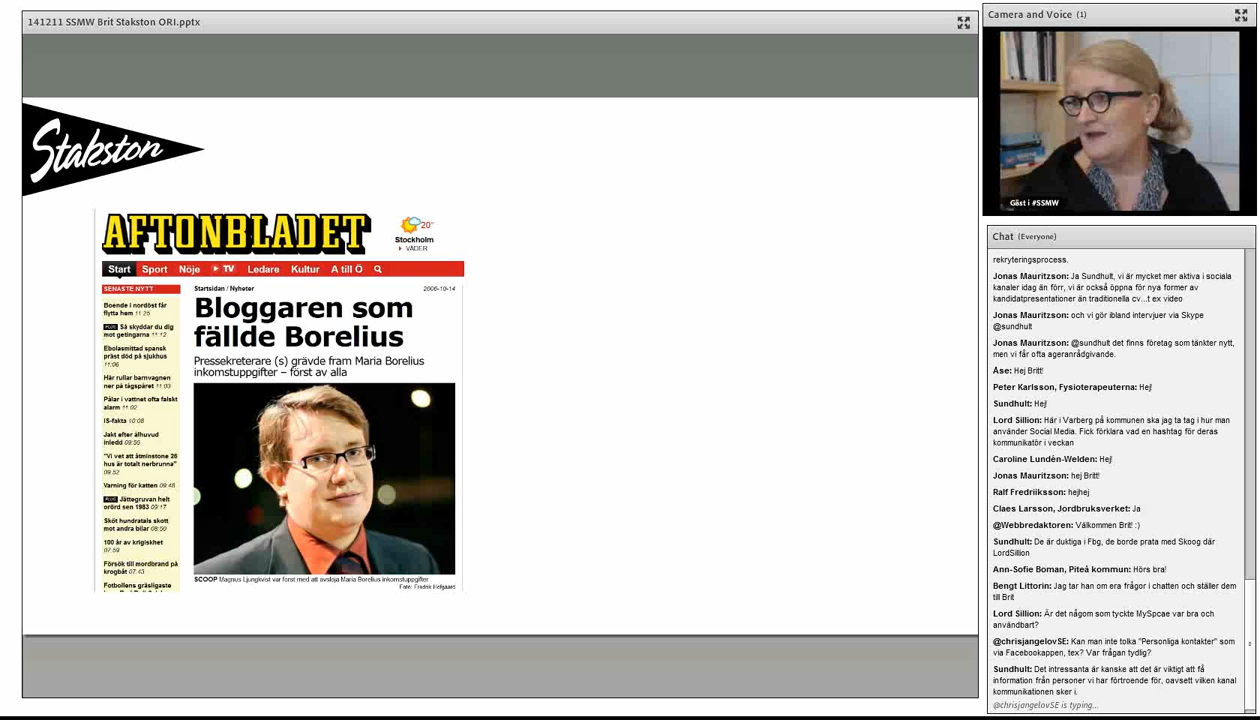 141211 SSMW Brit Stakston ORI.pptx
Stakston
AFTONBLADET
20°
Stockholm
VÄDER
Start Sport Nöje TV Ledare Kultur A till Ö
SENASTE NYTT
Boende i nordöst får
flytta hem 11:25
PLUS Så skyddar du dig
mot getingarna 11:12
Ebolasmittad spansk
präst död på sjukhus
11:06
Här rullar barnvagnen
ner på tågspåret 11:03
Pålar i vattnet ofta falskt
alarm 11:02
IS-fakta 10:08
Jakt efter älhuvud
inledd 09:55
"Vi vet att åtminstone 26
hus är totalt nerbrunna"
09:52
Varning för katten 09:48
PLUS Jättegruvan helt
orörd sen 1983 09:17
Sköt hundratals skott
mot andra bilar 08:50
100 år av krigiskhet
07:59
Försök till mordbrand på
krogbåt 07:43
Fotbollens gräsligaste
Startsidan / Nyheter
2006-10-14
Bloggaren som
fällde Borelius
Pressekreterare (s) grävde fram Maria Borelius
inkomstuppgifter – först av alla
SCOOP Magnus Ljungkvist var först med att avslöja Maria Borelius inkomstuppgifter
Camera and Voice (1)
Gäst i #SSMW
Chat (Everyone)
rekryteringsprocess.
Jonas Mauritzson: Ja Sundhult, vi är mycket mer aktiva i sociala
kanaler idag än förr, vi är också öppna för nya former av
kandidatpresentationer än traditionella cv...t ex video
Jonas Mauritzson: och vi gör ibland intervjuer via Skype
@sundhult
Jonas Mauritzson: @sundhult det finns företag som tänkter nytt,
men vi får ofta ageranrådgivande.
Åse: Hej Britt!
Peter Karlsson, Fysioterapeuterna: Hej!
Sundhult: Hej!
Lord Sillion: Här i Varberg på kommunen ska jag ta tag i hur man
använder Social Media. Fick förklara vad en hashtag för deras
kommunikatör i veckan
Caroline Lundén-Welden: Hej!
Jonas Mauritzson: hej Britt!
Ralf Fredriiksson: hejhej
Claes Larsson, Jordbruksverket: Ja
@Webbredaktoren: Välkommen Brit! :)
Sundhult: De är duktiga i Fbg, de borde prata med Skoog där
LordSillion
Ann-Sofie Boman, Piteå kommun: Hörs bra!
Bengt Littorin: Jag tar han om era frågor i chatten och ställer dem
till Brit
Lord Sillion: Är det någom som tyckte MySpcae var bra och
användbart?
@chrisjangelovSE: Kan man inte tolka "Personliga kontakter" som
via Facebookappen, tex? Var frågan tydlig?
Sundhult: Det intressanta är kanske att det är viktigt att få
information från personer vi har förtroende för, oavsett vilken kanal
kommunikationen sker i.
@chrisjangelovSE is typing...